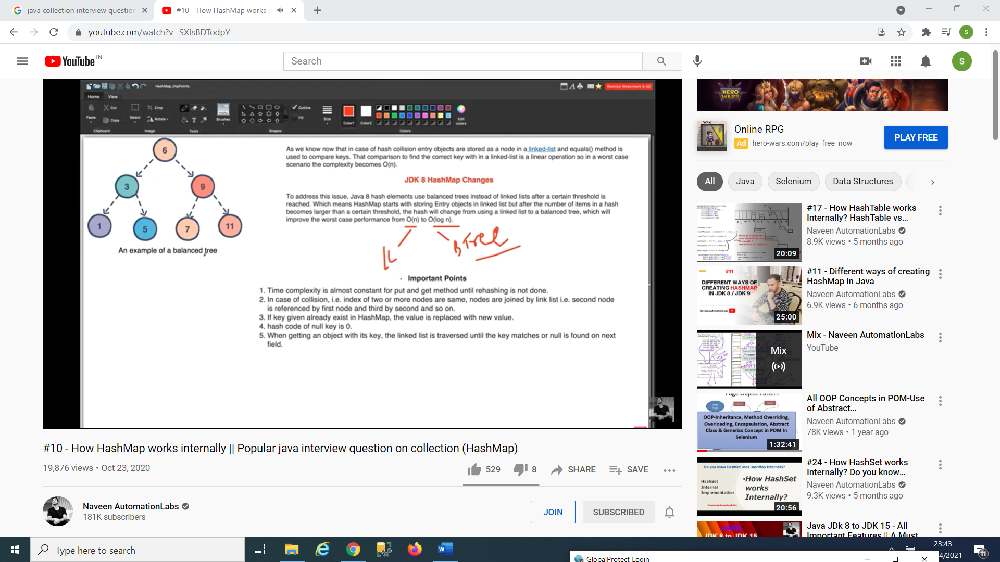 java collection interview question
#10 - How HashMap works i
youtube.com/watch?v=SXfsBDTodpY
S
YouTube IN
Search
S
HashMap_ImpPoints
Remove Watermark & AD
Home View
Paste
Cut
Copy
Clipboard
Select
Crop
Rotate
Image
Tools
Brushes
Shapes
Outline
Fill
Size
Color1
Color2
Colors
Edit colors
6
3
9
1
5
7
11
An example of a balanced tree
As we know now that in case of hash collision entry objects are stored as a node in a linked-list and equals() method is
used to compare keys. That comparison to find the correct key with in a linked-list is a linear operation so in a worst case
scenario the complexity becomes O(n).
JDK 8 HashMap Changes
To address this issue, Java 8 hash elements use balanced trees instead of linked lists after a certain threshold is
reached. Which means HashMap starts with storing Entry objects in linked list but after the number of items in a hash
becomes larger than a certain threshold, the hash will change from using a linked list to a balanced tree, which will
improve the worst case performance from O(n) to O(log n).
LL
B Tree
Important Points
1. Time complexity is almost constant for put and get method until rehashing is not done.
2. In case of collision, i.e. index of two or more nodes are same, nodes are joined by link list i.e. second node
is referenced by first node and third by second and so on.
3. If key given already exist in HashMap, the value is replaced with new value.
4. hash code of null key is 0.
5. When getting an object with its key, the linked list is traversed until the key matches or null is found on next
field.
#10 - How HashMap works internally || Popular java interview question on collection (HashMap)
19,876 views • Oct 23, 2020
529
8
SHARE
SAVE
Naveen AutomationLabs
181K subscribers
JOIN
SUBSCRIBED
HERO WARS
Online RPG
Ad hero-wars.com/play_free_now
PLAY FREE
All
Java
Selenium
Data Structures
#17 - How HashTable works
Internally? HashTable vs...
Naveen AutomationLabs
8.9K views • 5 months ago
20:09
#11
DIFFERENT WAYS OF
CREATING HASHMAP
IN JDK 8 / JDK 9
Naveen AutomationLabs
25:00
#11 - Different ways of creating
HashMap in Java
Naveen AutomationLabs
6.9K views • 6 months ago
Mix
Mix - Naveen AutomationLabs
YouTube
Page Object Pattern
OOP-Inheritance, Method Overriding,
Overloading, Encapsulation, Abstract
Class & Generics Concept in POM In
Selenium
1:32:41
All OOP Concepts in POM-Use
of Abstract...
Naveen AutomationLabs
78K views • 1 year ago
Do you know HashSet uses HashMap Internally?
HashSet
Internal
Implementation
•How HashSet
works
Internally?
Naveen AutomationLabs
20:56
#24 - How HashSet works
Internally? Do you know...
Naveen AutomationLabs
9.3K views • 5 months ago
JAVA
JDK 8 to JDK 15
Java JDk 8 to JDK 15 - All
Important Features || A Must
Type here to search
23:43
4/2021
11
GlobalProtect Login